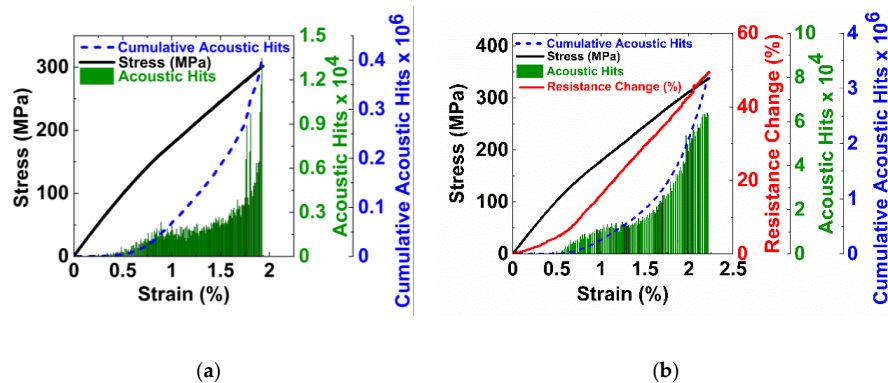 Cumulative Acoustic Hits
Stress (MPa)
Acoustic Hits
Stress (MPa)
300
200
100
0
0
0.5
1
1.5
2
Strain (%)
1.5
1.2
0.9
0.6
0.3
0
Acoustic Hits x 10^4
0.4
0.3
0.2
0.1
0
Cumulative Acoustic Hits x 10^6
(a)
Cumulative Acoustic Hits
Stress (MPa)
Acoustic Hits
Resistance Change (%)
Stress (MPa)
400
300
200
100
0
0
0.5
1
1.5
2
2.5
Strain (%)
60
40
20
0
Resistance Change (%)
10
8
6
4
2
0
Acoustic Hits x 10^4
4
3
2
1
0
Cumulative Acoustic Hits x 10^6
(b)